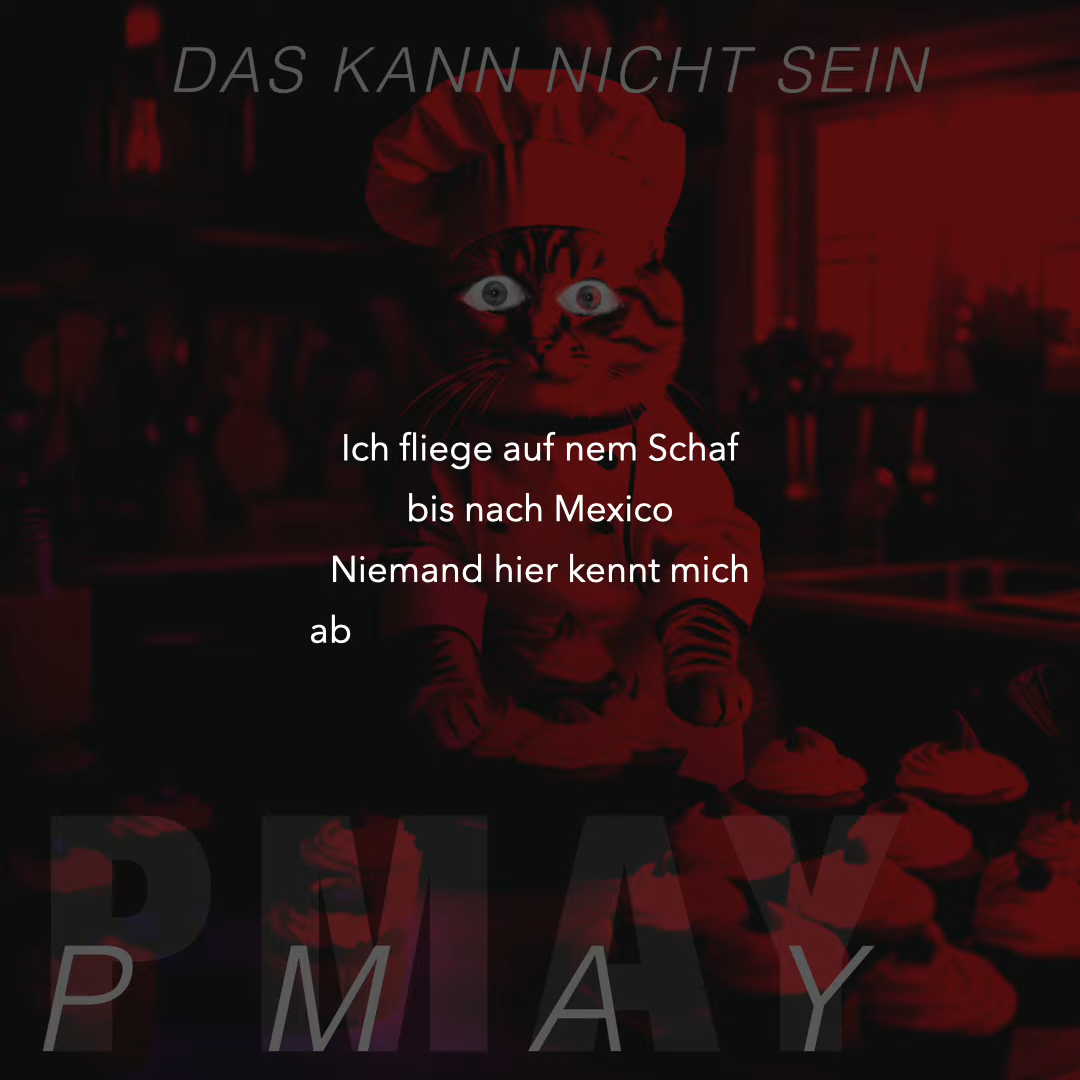 DAS KANN NICHT SEIN
Ich fliege auf nem Schaf
bis nach Mexico
Niemand hier kennt mich
ab
PMAY
P M A Y